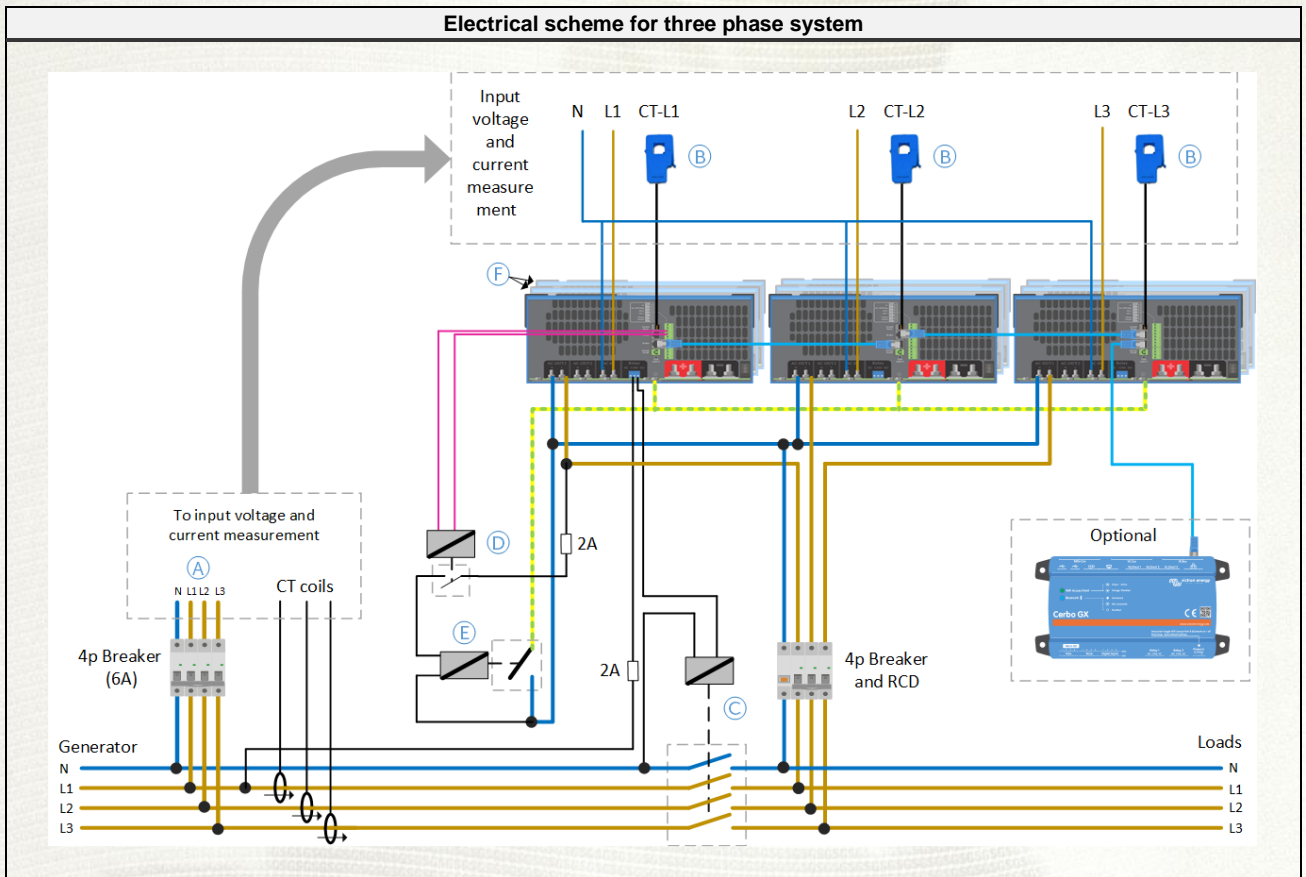 Electrical scheme for three phase system
Input
voltage
and
current
measure
ment
N L1 CT-L1
L2 CT-L2
L3 CT-L3
B
B
B
F
To input voltage and
current measurement
A
N L1 L2 L3
CT coils
4p Breaker
(6A)
D
2A
E
2A
C
4p Breaker
and RCD
Optional
victron energy
Cerbo GX
Generator
N
L1
L2
L3
Loads
N
L1
L2
L3